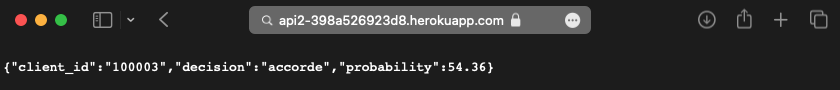 api2-398a526923d8.herokuapp.com
{"client_id":"100003","decision":"accorde","probability":54.36}